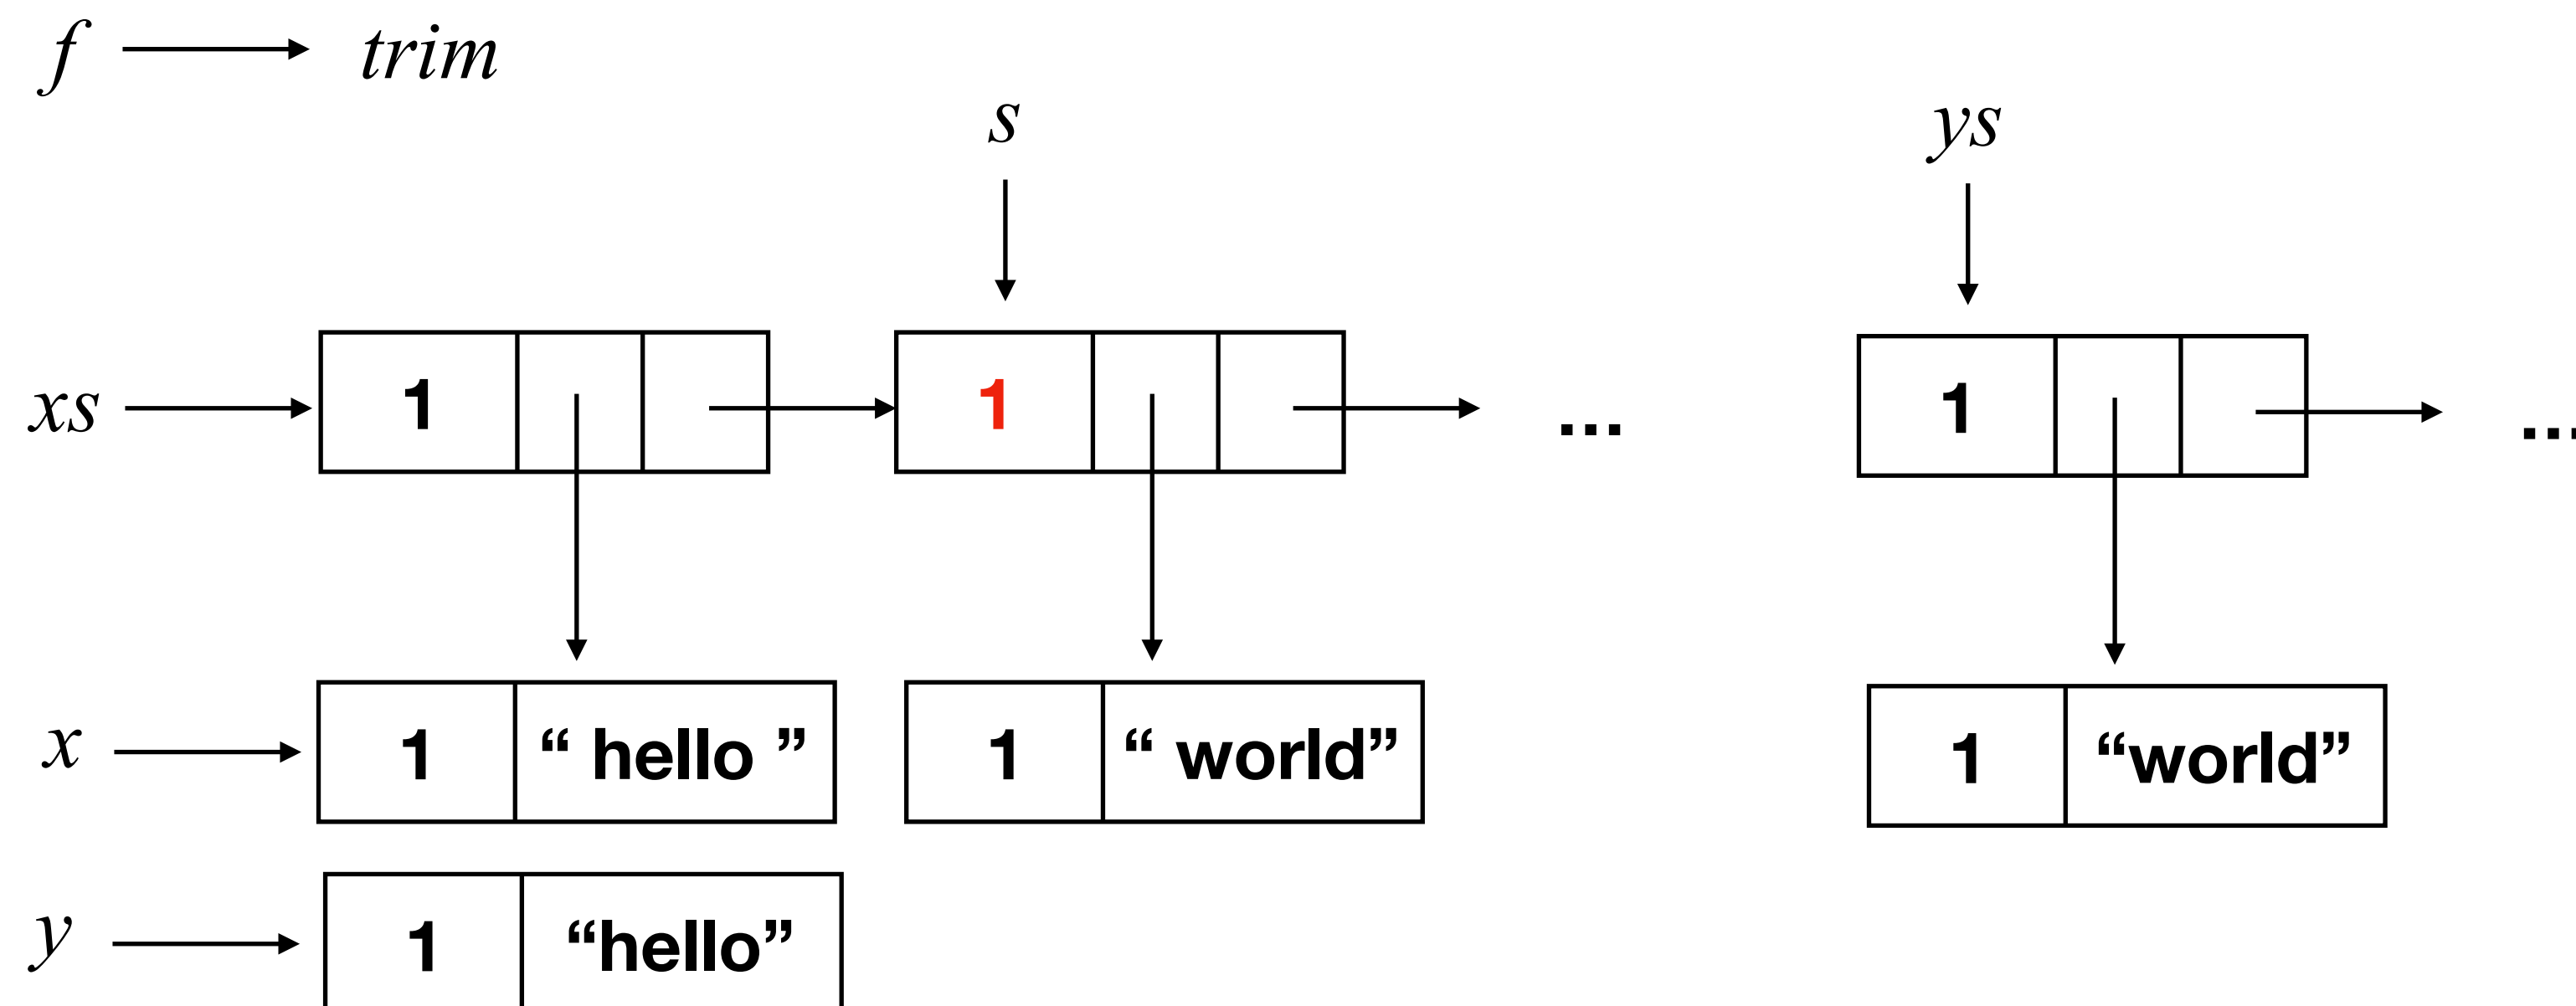 f trim
s ys
xs 1 1 ... 1 ...
x 1 “ hello ” 1 “ world” 1 “world”
y 1 “hello”